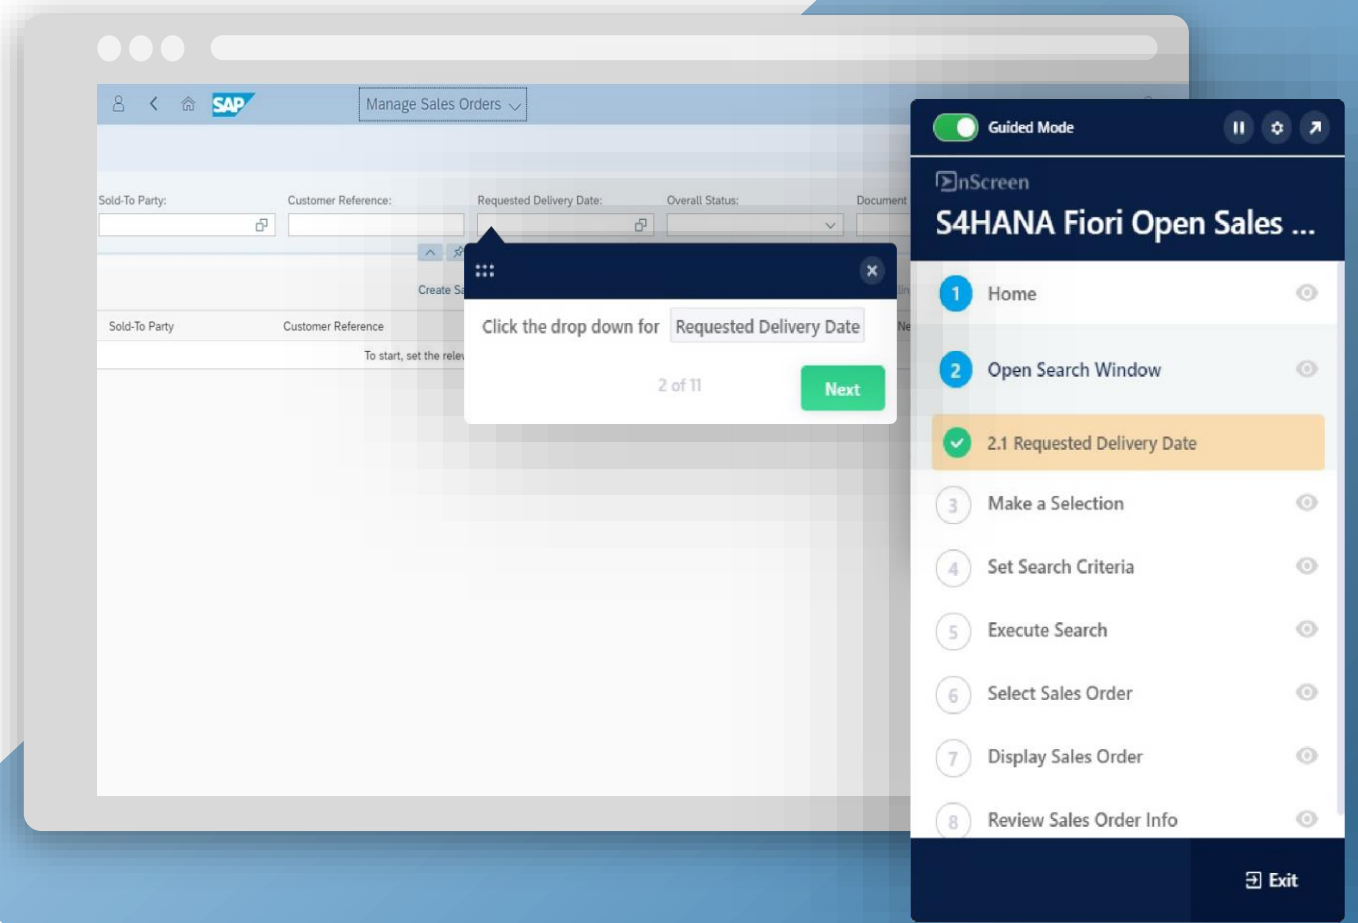 SAP
Manage Sales Orders
Sold-To Party:
Customer Reference:
Requested Delivery Date:
Overall Status:
Document
Create Sa
Sold-To Party
Customer Reference
Ne
To start, set the relev
Click the drop down for Requested Delivery Date
2 of 11
Next
Guided Mode
nScreen
S4HANA Fiori Open Sales ...
1 Home
2 Open Search Window
2.1 Requested Delivery Date
3 Make a Selection
4 Set Search Criteria
5 Execute Search
6 Select Sales Order
7 Display Sales Order
8 Review Sales Order Info
Exit